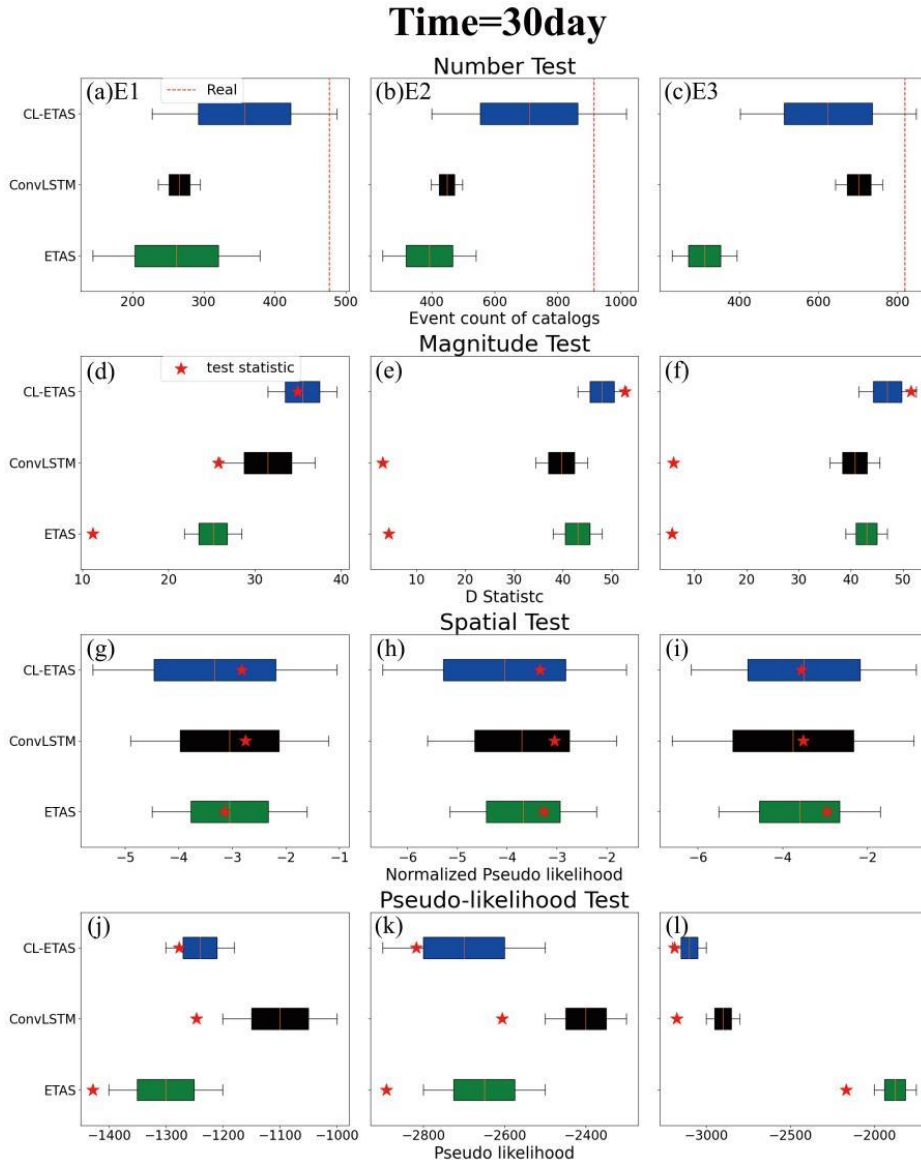 Time=30day
Number Test
(a)E1
Real
(b)E2
(c)E3
CL-ETAS
ConvLSTM
ETAS
200 300 400 500
400 600 800 1000
400 600 800
Event count of catalogs
Magnitude Test
(d)
test statistic
(e)
(f)
CL-ETAS
ConvLSTM
ETAS
10 20 30 40
10 20 30 40 50
10 20 30 40 50
D Statistc
Spatial Test
(g)
(h)
(i)
CL-ETAS
ConvLSTM
ETAS
−5 −4 −3 −2 −1
−6 −5 −4 −3 −2
−6 −4 −2
Normalized Pseudo likelihood
Pseudo-likelihood Test
(j)
(k)
(l)
CL-ETAS
ConvLSTM
ETAS
−1400 −1300 −1200 −1100 −1000
−2800 −2600 −2400
−3000 −2500 −2000
Pseudo likelihood